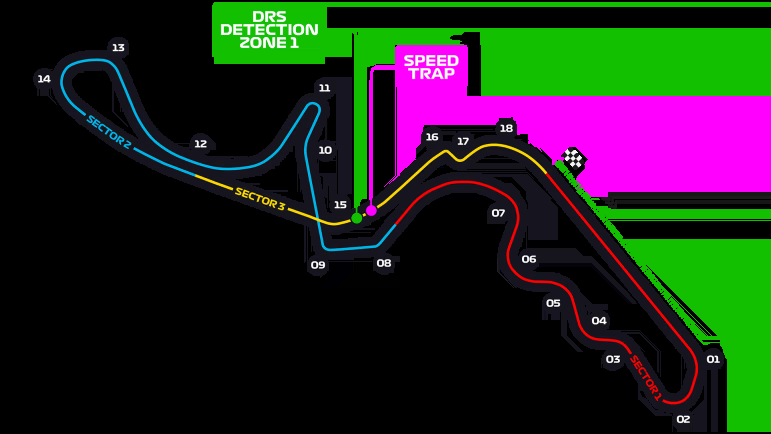 DRS
DETECTION
ZONE 1
SPEED
TRAP
13
14
11
12
SECTOR 2
10
16
17
18
SECTOR 3
15
07
09
08
06
05
04
03
01
SECTOR 1
02